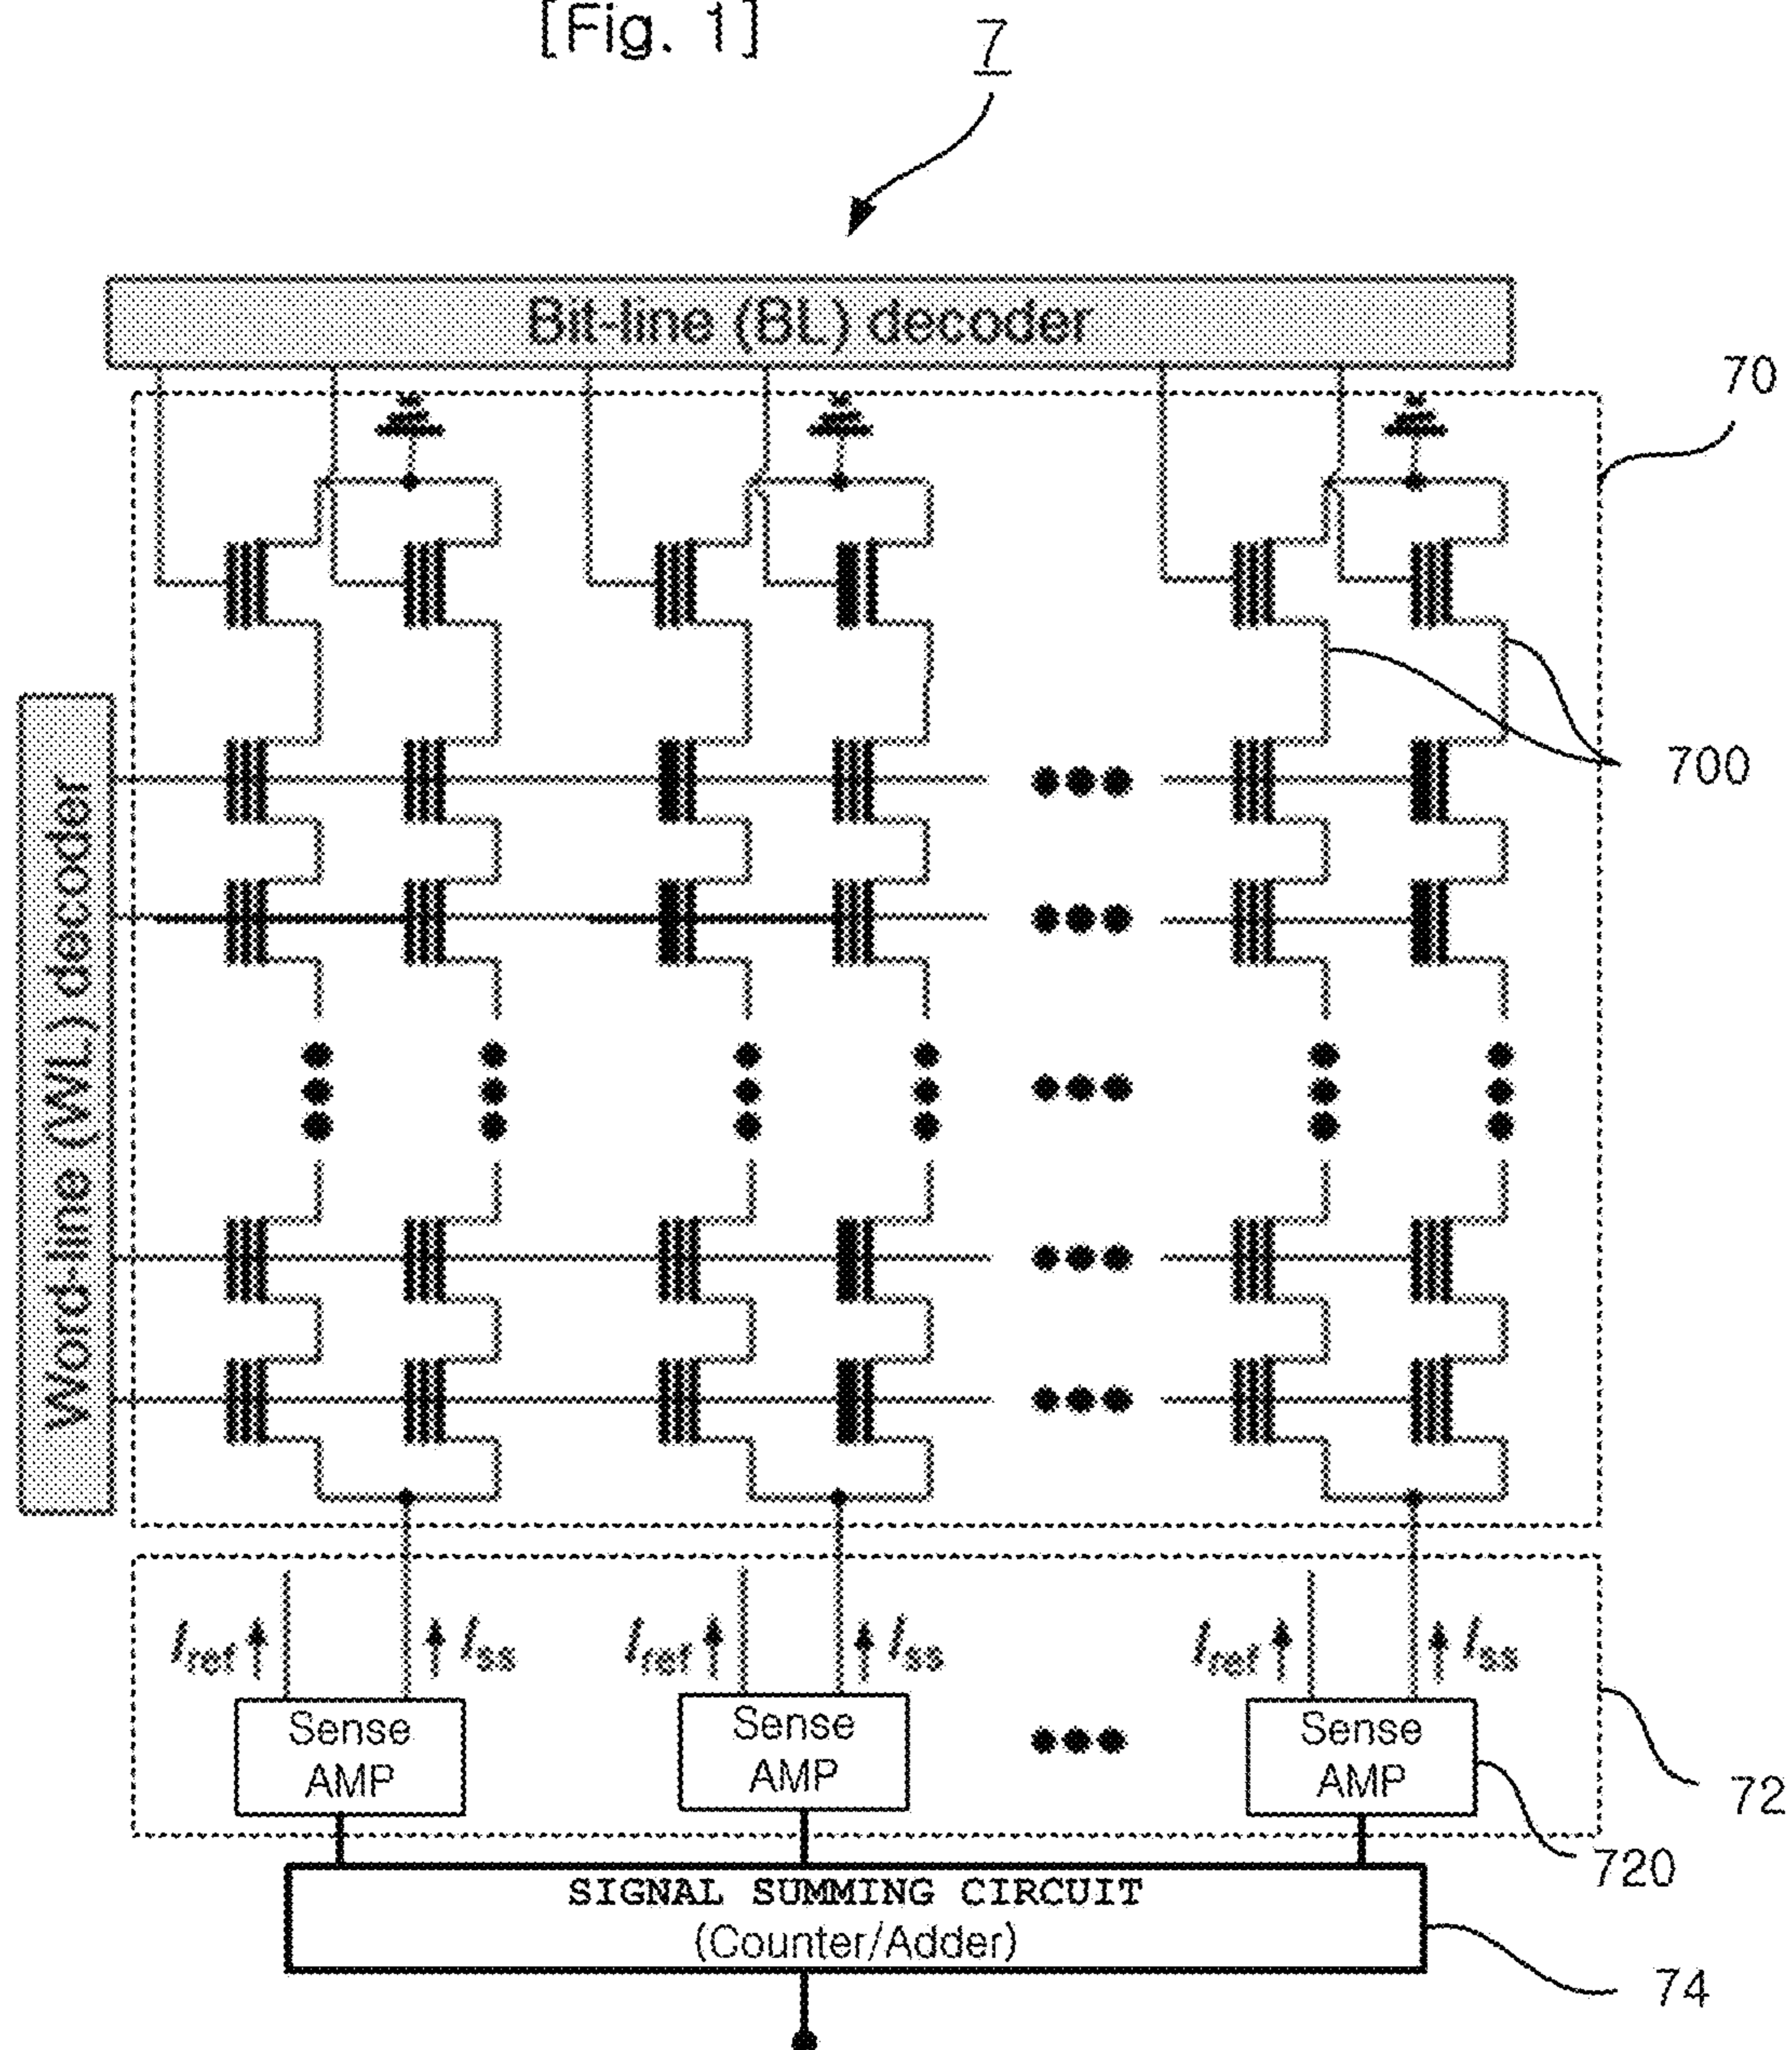 [Fig. 1]
7
Bit-line (BL) decoder
70
Word-line (WL) decoder
700
Iref Iss Iref Iss Iref Iss
Sense Sense Sense
AMP AMP AMP
72
720
SIGNAL SUMMING CIRCUIT
(Counter/Adder)
74